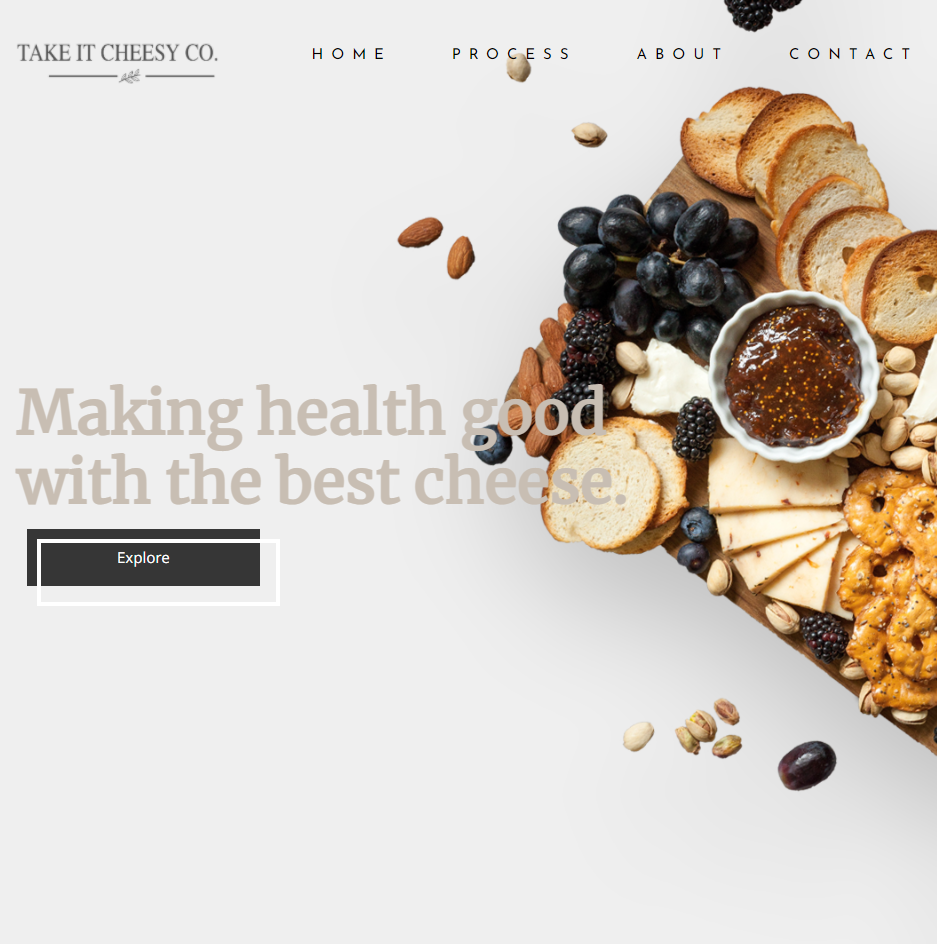 TAKE IT CHEESY CO.
HOME PROCESS ABOUT CONTACT
Making health good
with the best cheese.
Explore